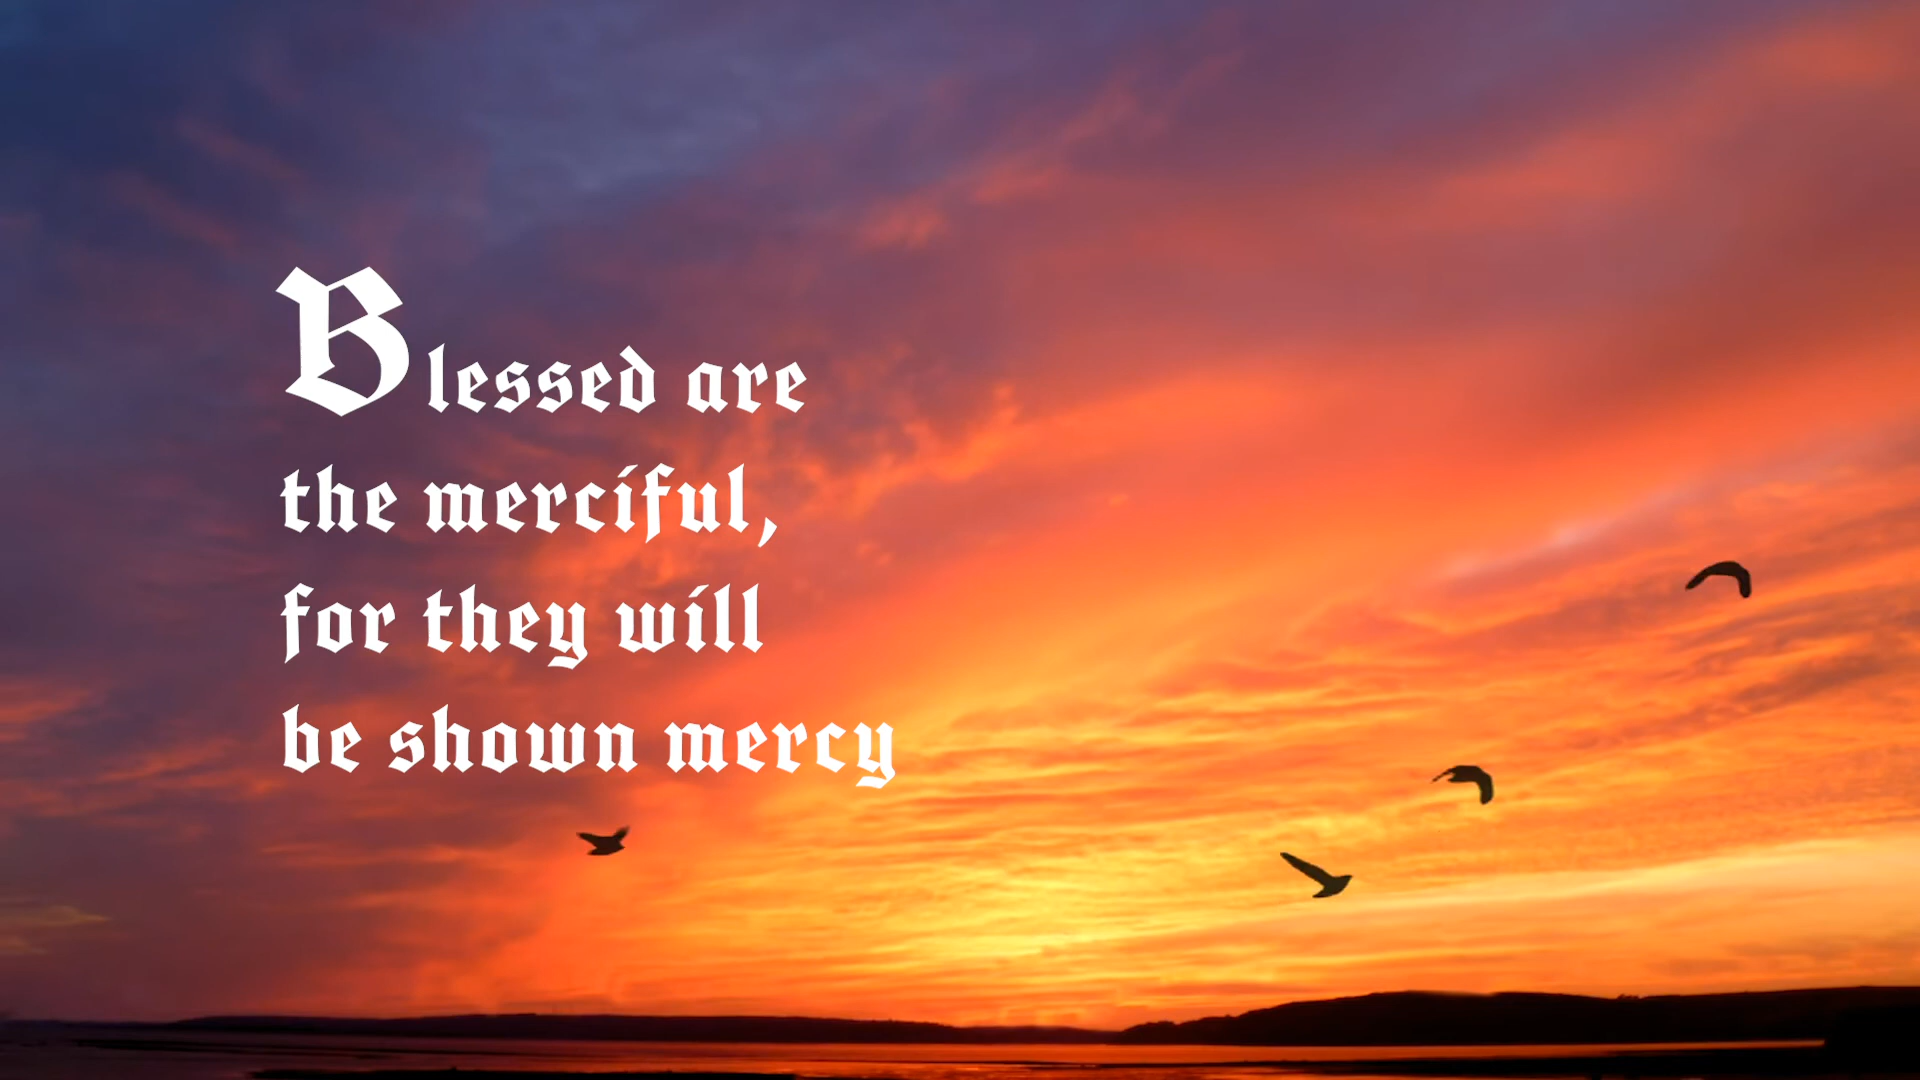 Blessed are
the merciful,
for they will
be shown mercy